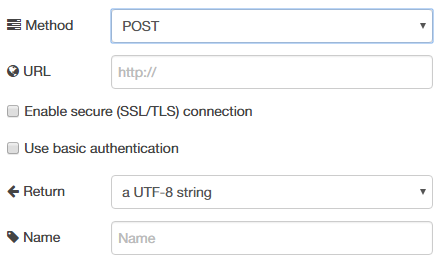 Method POST
URL http://
Enable secure (SSL/TLS) connection
Use basic authentication
Return a UTF-8 string
Name Name